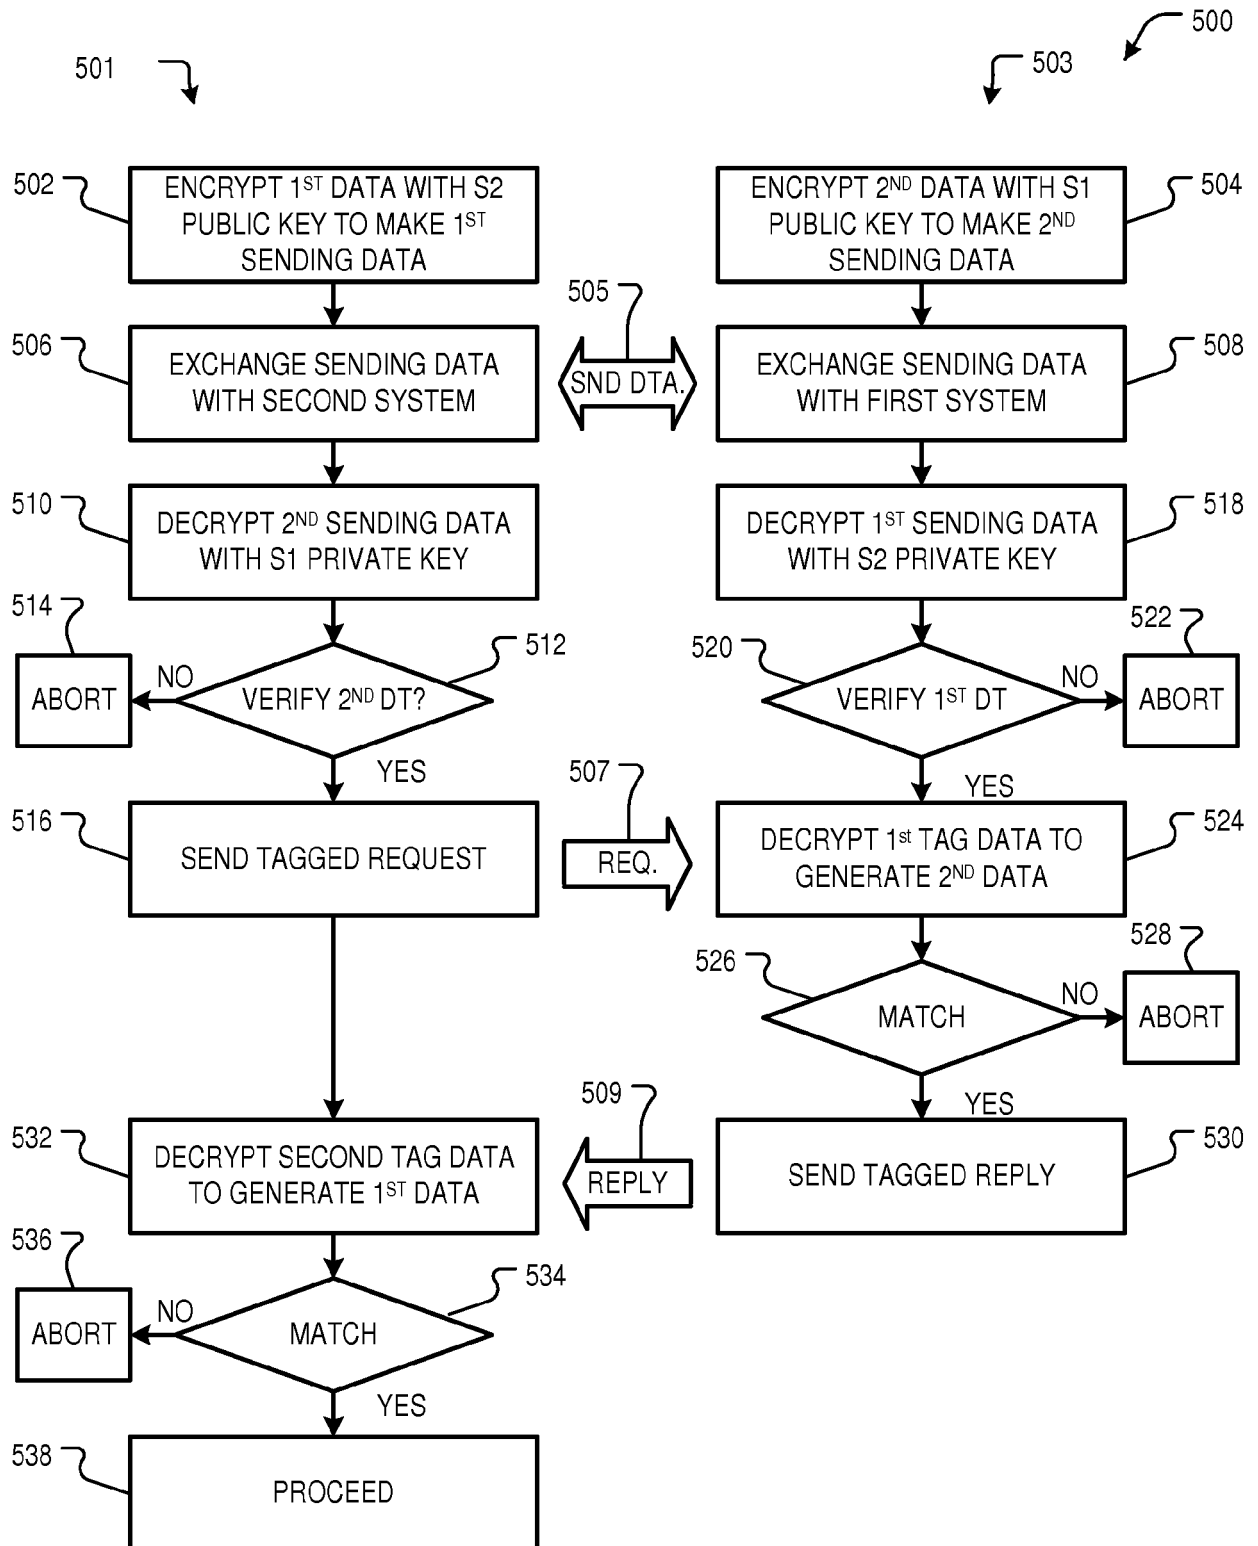 500
501
503
502
ENCRYPT 1ST DATA WITH S2
PUBLIC KEY TO MAKE 1ST
SENDING DATA
ENCRYPT 2ND DATA WITH S1
PUBLIC KEY TO MAKE 2ND
SENDING DATA
504
505
506
EXCHANGE SENDING DATA
WITH SECOND SYSTEM
SND DTA.
EXCHANGE SENDING DATA
WITH FIRST SYSTEM
508
510
DECRYPT 2ND SENDING DATA
WITH S1 PRIVATE KEY
DECRYPT 1ST SENDING DATA
WITH S2 PRIVATE KEY
518
514
512
520
522
ABORT
NO
VERIFY 2ND DT?
VERIFY 1ST DT
NO
ABORT
YES
YES
507
516
SEND TAGGED REQUEST
REQ.
DECRYPT 1st TAG DATA TO
GENERATE 2ND DATA
524
526
528
MATCH
NO
ABORT
YES
509
532
DECRYPT SECOND TAG DATA
TO GENERATE 1ST DATA
REPLY
SEND TAGGED REPLY
530
536
534
ABORT
NO
MATCH
YES
538
PROCEED